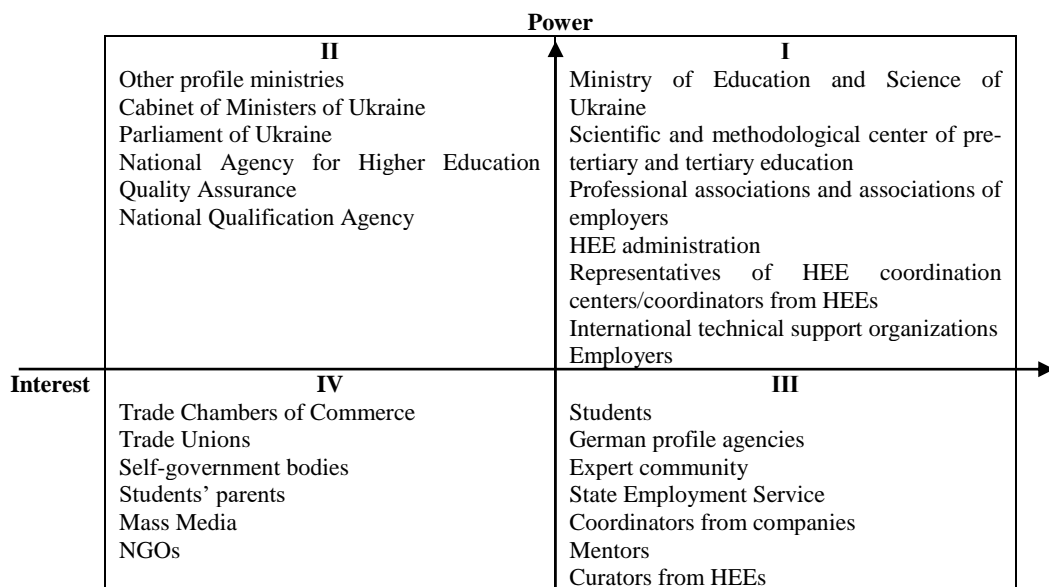 Power
II
Other profile ministries
Cabinet of Ministers of Ukraine
Parliament of Ukraine
National Agency for Higher Education
Quality Assurance
National Qualification Agency
I
Ministry of Education and Science of
Ukraine
Scientific and methodological center of pre-
tertiary and tertiary education
Professional associations and associations of
employers
HEE administration
Representatives of HEE coordination
centers/coordinators from HEEs
International technical support organizations
Employers
Interest
IV
Trade Chambers of Commerce
Trade Unions
Self-government bodies
Students’ parents
Mass Media
NGOs
III
Students
German profile agencies
Expert community
State Employment Service
Coordinators from companies
Mentors
Curators from HEEs